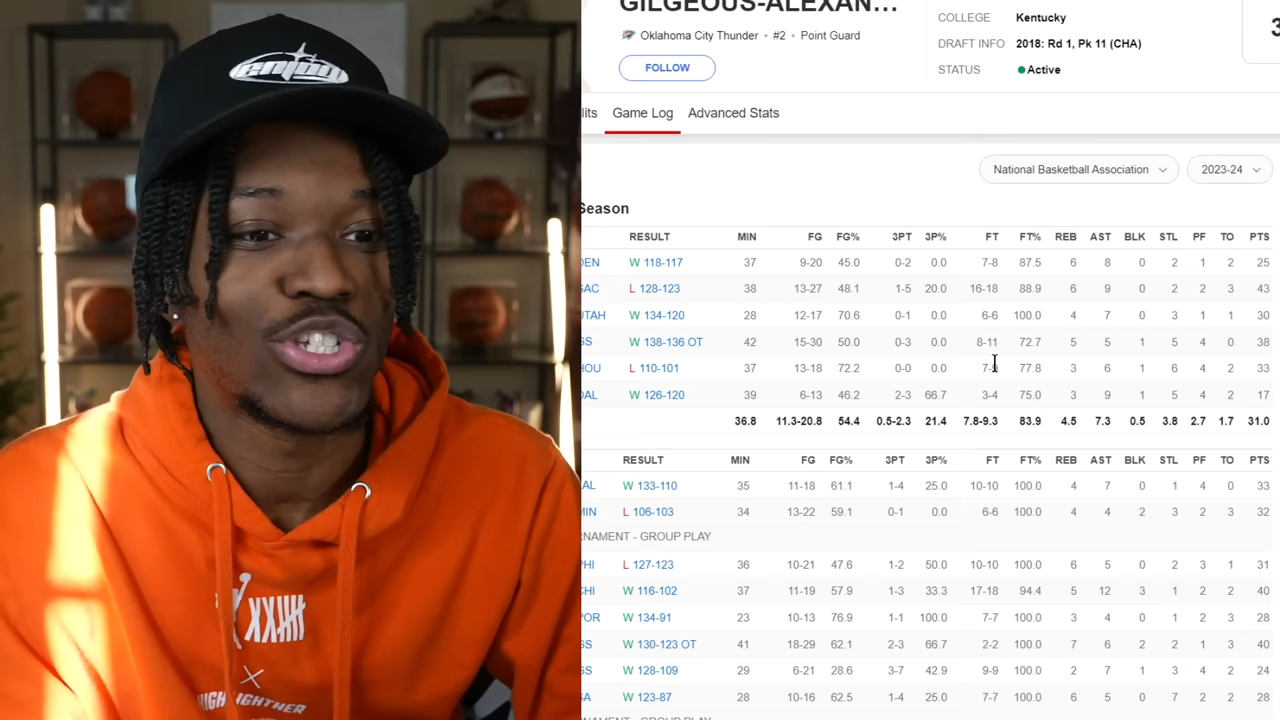 enjoy
XX
X
HIGHLIGHTHER
GILGEOUS-ALEXAN...
Oklahoma City Thunder • #2 • Point Guard
FOLLOW
COLLEGE Kentucky
DRAFT INFO 2018: Rd 1, Pk 11 (CHA)
STATUS Active
3
lits Game Log Advanced Stats
National Basketball Association 2023-24
Season
RESULT MIN FG FG% 3PT 3P% FT FT% REB AST BLK STL PF TO PTS
DEN W 118-117 37 9-20 45.0 0-2 0.0 7-8 87.5 6 8 0 2 1 2 25
SAC L 128-123 38 13-27 48.1 1-5 20.0 16-18 88.9 6 9 0 2 2 3 43
UTAH W 134-120 28 12-17 70.6 0-1 0.0 6-6 100.0 4 7 0 3 1 1 30
GS W 138-136 OT 42 15-30 50.0 0-3 0.0 8-11 72.7 5 5 1 5 4 0 38
HOU L 110-101 37 13-18 72.2 0-0 0.0 7-9 77.8 3 6 1 6 4 2 33
DAL W 126-120 39 6-13 46.2 2-3 66.7 3-4 75.0 3 9 1 5 4 2 17
36.8 11.3-20.8 54.4 0.5-2.3 21.4 7.8-9.3 83.9 4.5 7.3 0.5 3.8 2.7 1.7 31.0
RESULT MIN FG FG% 3PT 3P% FT FT% REB AST BLK STL PF TO PTS
AL W 133-110 35 11-18 61.1 1-4 25.0 10-10 100.0 4 7 0 1 4 0 33
MIN L 106-103 34 13-22 59.1 0-1 0.0 6-6 100.0 4 4 2 3 2 3 32
RNAMENT - GROUP PLAY
PHI L 127-123 36 10-21 47.6 1-2 50.0 10-10 100.0 6 5 0 2 3 1 31
CHI W 116-102 37 11-19 57.9 1-3 33.3 17-18 94.4 5 12 3 1 2 2 40
POR W 134-91 23 10-13 76.9 1-1 100.0 7-7 100.0 3 4 0 1 2 3 28
GS W 130-123 OT 41 18-29 62.1 2-3 66.7 2-2 100.0 7 6 2 2 1 3 40
GS W 128-109 29 6-21 28.6 3-7 42.9 9-9 100.0 2 7 1 3 4 2 24
SA W 123-87 28 10-16 62.5 1-4 25.0 7-7 100.0 6 5 0 7 2 2 28
RNAMENT - GROUP PLAY